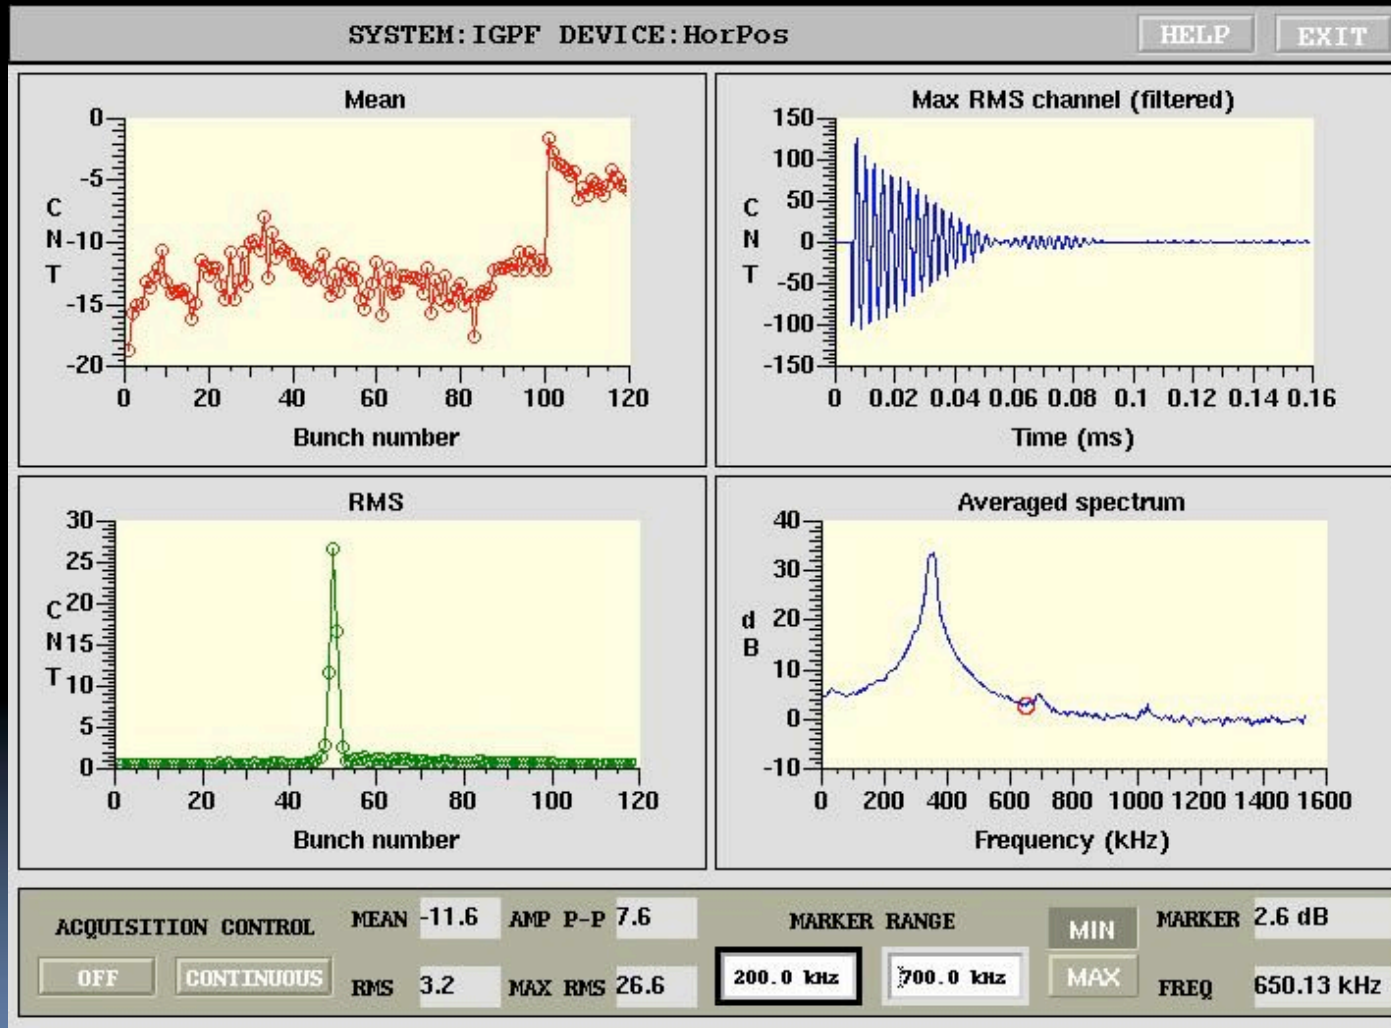 SYSTEM:IGPF DEVICE:HorPos
HELP
EXIT
Mean
0
-5
-10
-15
-20
CNT
0 20 40 60 80 100 120
Bunch number
Max RMS channel (filtered)
150
100
50
0
-50
-100
-150
CNT
0 0.02 0.04 0.06 0.08 0.1 0.12 0.14 0.16
Time (ms)
RMS
30
25
20
15
10
5
0
CNT
0 20 40 60 80 100 120
Bunch number
Averaged spectrum
40
30
20
10
0
-10
dB
0 200 400 600 800 1000 1200 1400 1600
Frequency (kHz)
ACQUISITION CONTROL
OFF
CONTINUOUS
MEAN -11.6 AMP P-P 7.6
RMS 3.2 MAX RMS 26.6
MARKER RANGE
200.0 kHz
700.0 kHz
MIN
MAX
MARKER 2.6 dB
FREQ 650.13 kHz